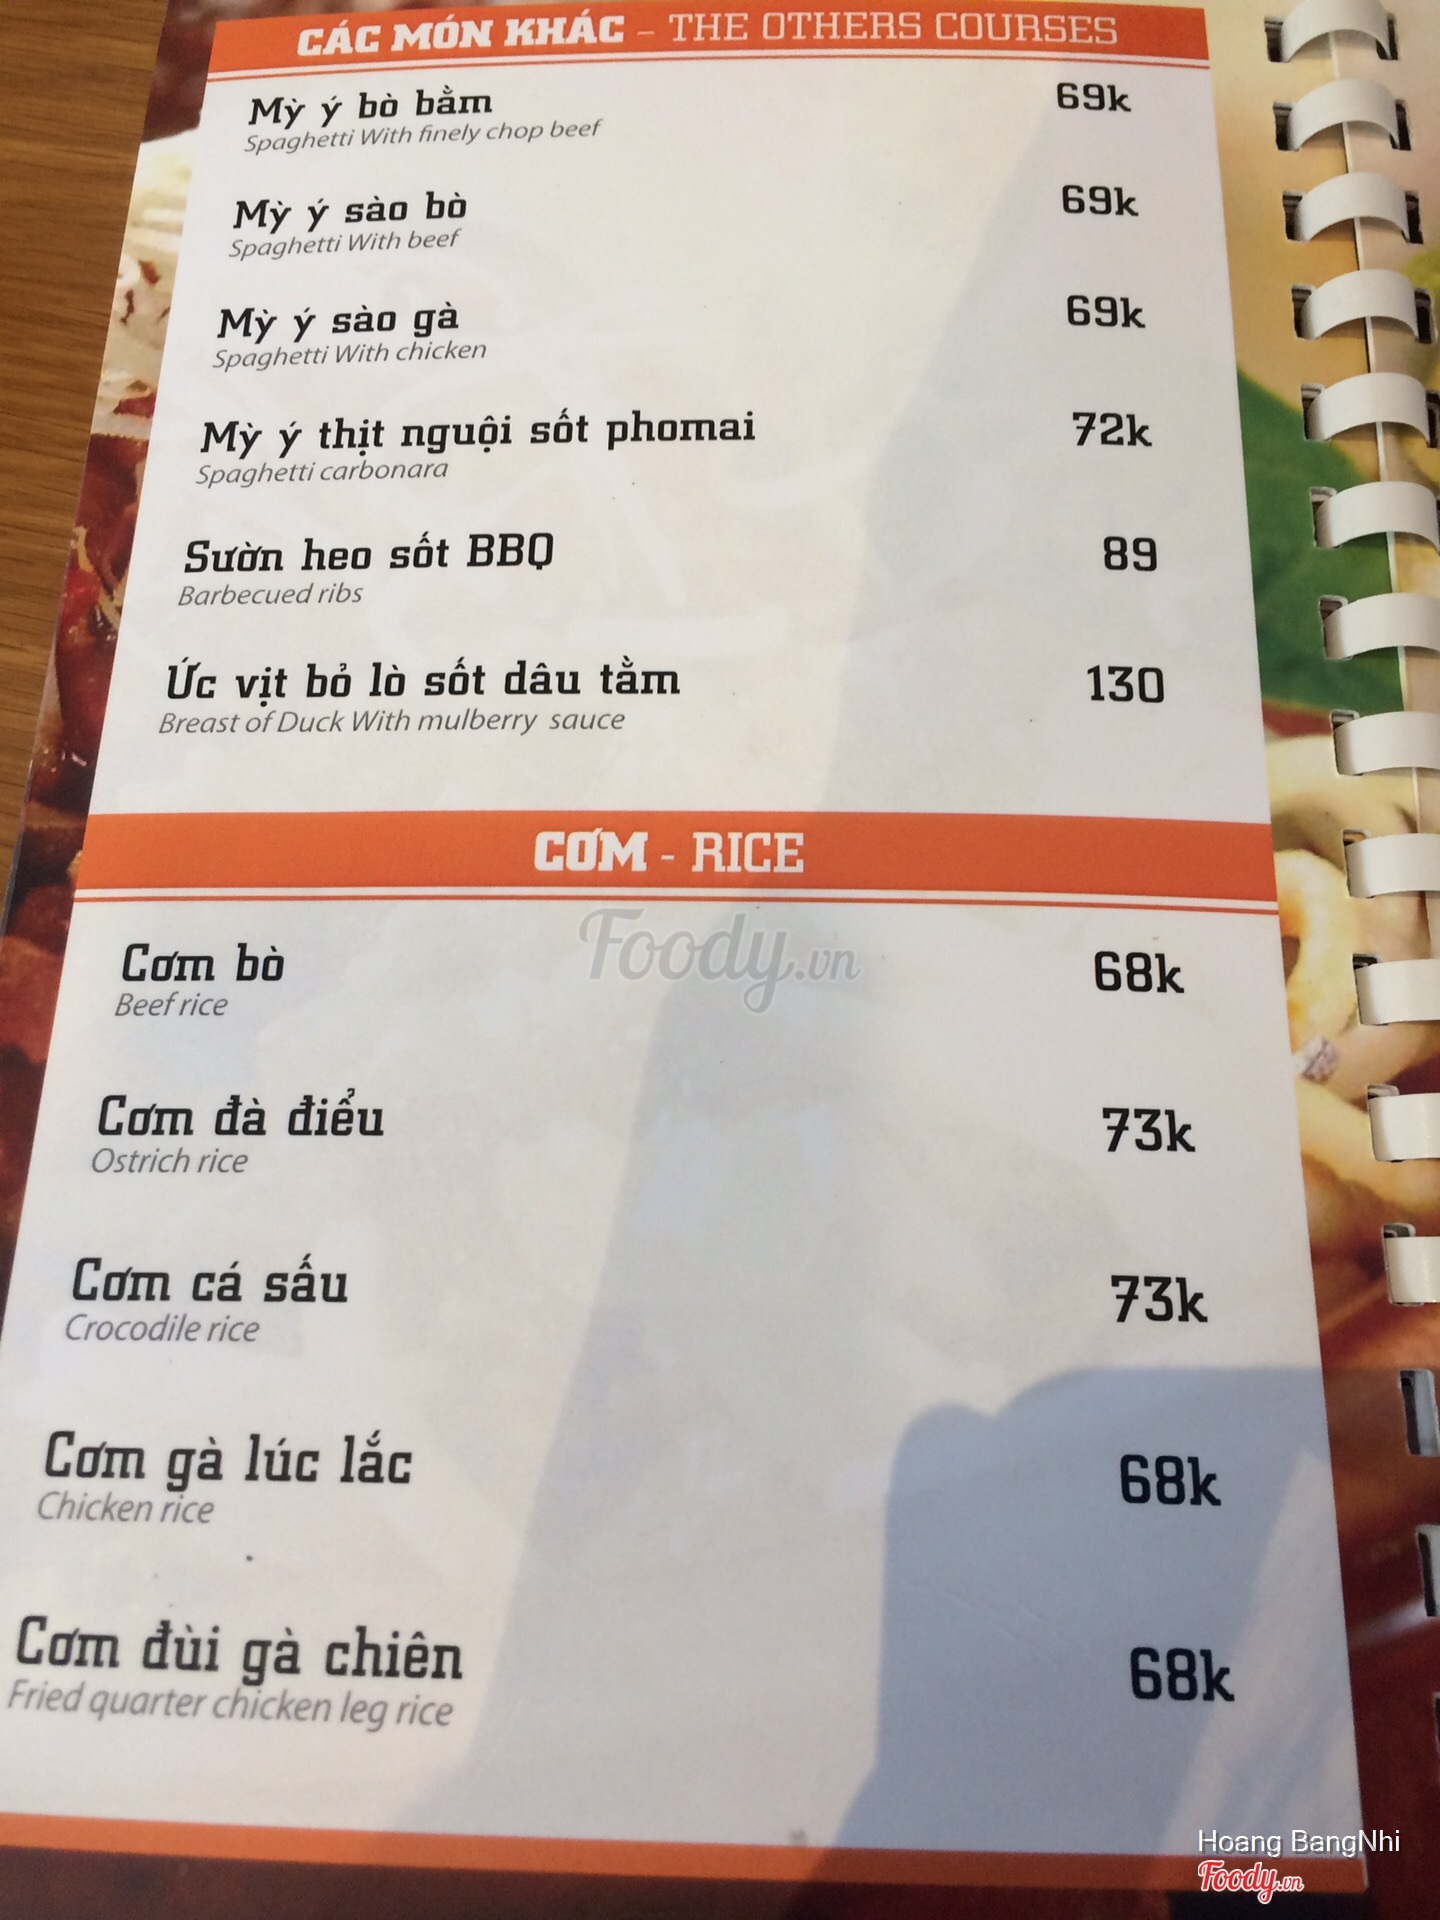 CÁC MÓN KHÁC - THE OTHERS COURSES
Mỳ ý bò bằm 69k
Spaghetti With finely chop beef
Mỳ ý sào bò 69k
Spaghetti With beef
Mỳ ý sào gà 69k
Spaghetti With chicken
Mỳ ý thịt nguội sốt phomai 72k
Spaghetti carbonara
Sườn heo sốt BBQ 89
Barbecued ribs
Ức vịt bỏ lò sốt dâu tằm 130
Breast of Duck With mulberry sauce
CƠM - RICE
Foody.vn
Cơm bò 68k
Beef rice
Cơm đà điểu 73k
Ostrich rice
Cơm cá sấu 73k
Crocodile rice
Cơm gà lúc lắc 68k
Chicken rice
Cơm đùi gà chiên 68k
Fried quarter chicken leg rice
Hoang BangNhi
Foody.vn